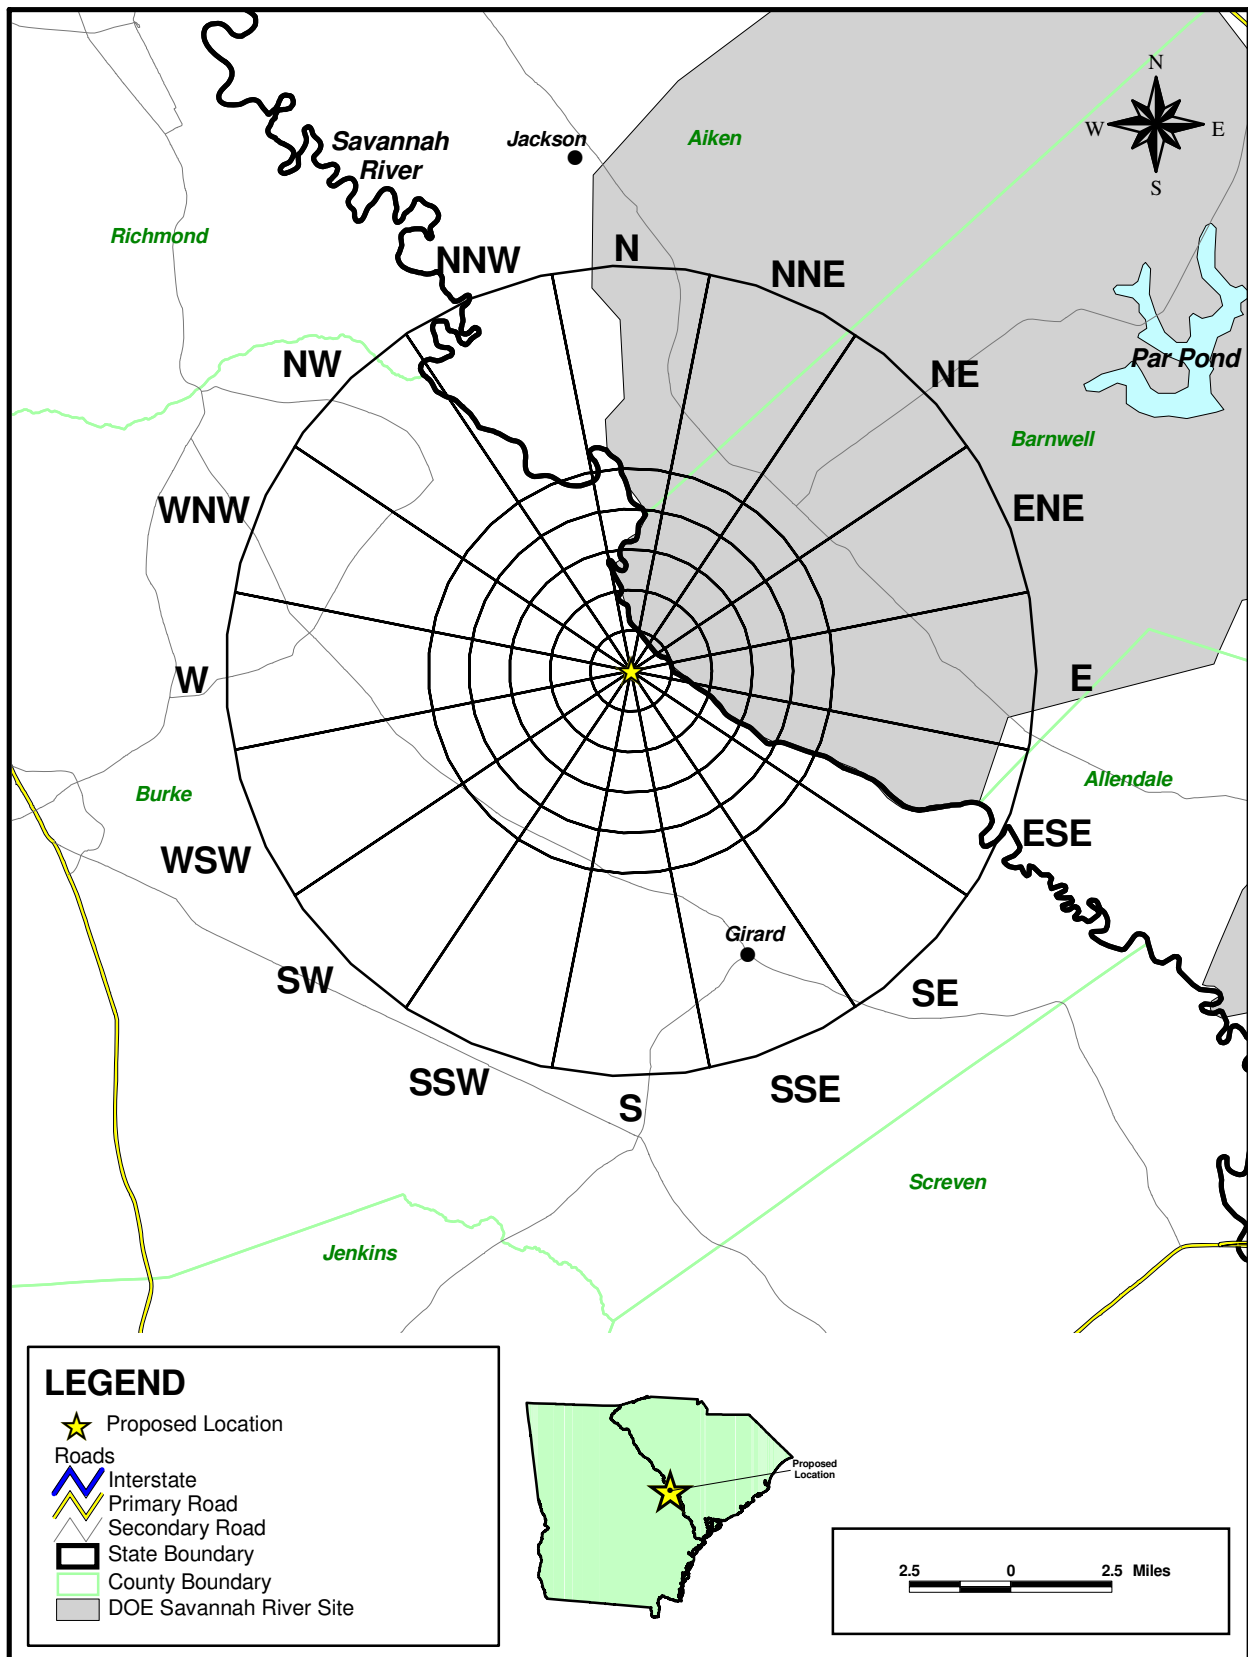 N
W
E
S
Savannah
River
Jackson
Aiken
Richmond
N
NNW
NNE
NW
NE
Par Pond
Barnwell
WNW
ENE
W
E
Burke
Allendale
WSW
ESE
Girard
SW
SE
SSW
SSE
S
Screven
Jenkins
LEGEND
Proposed Location
Roads
Interstate
Primary Road
Secondary Road
State Boundary
County Boundary
DOE Savannah River Site
Proposed
Location
2.5 0 2.5 Miles